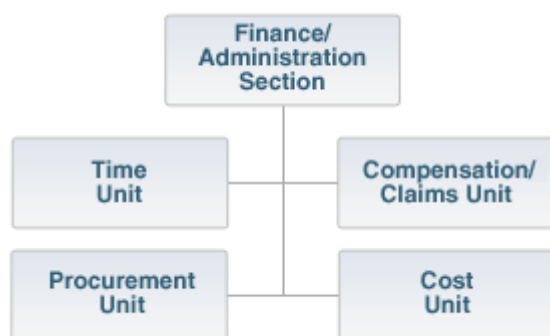 Finance/
Administration
Section
Time
Unit
Compensation/
Claims Unit
Procurement
Unit
Cost
Unit